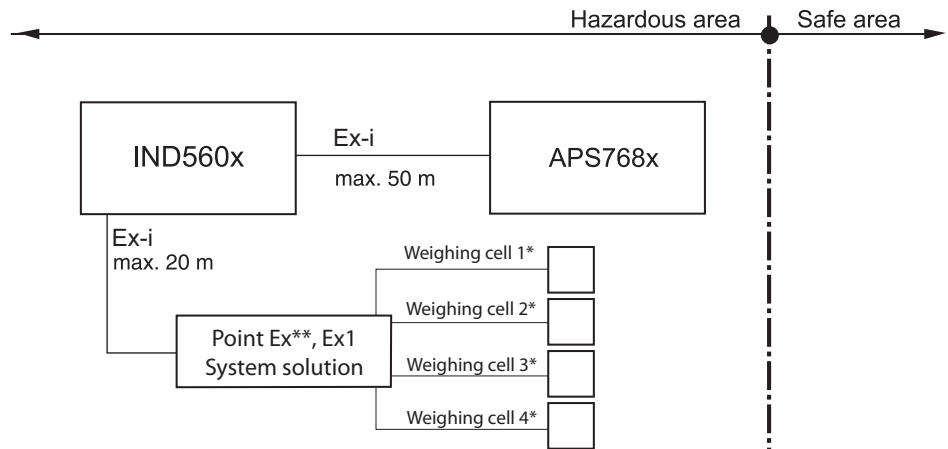 Hazardous area
Safe area
IND560x
Ex-i
max. 50 m
APS768x
Ex-i
max. 20 m
Point Ex**, Ex1
System solution
Weighing cell 1*
Weighing cell 2*
Weighing cell 3*
Weighing cell 4*